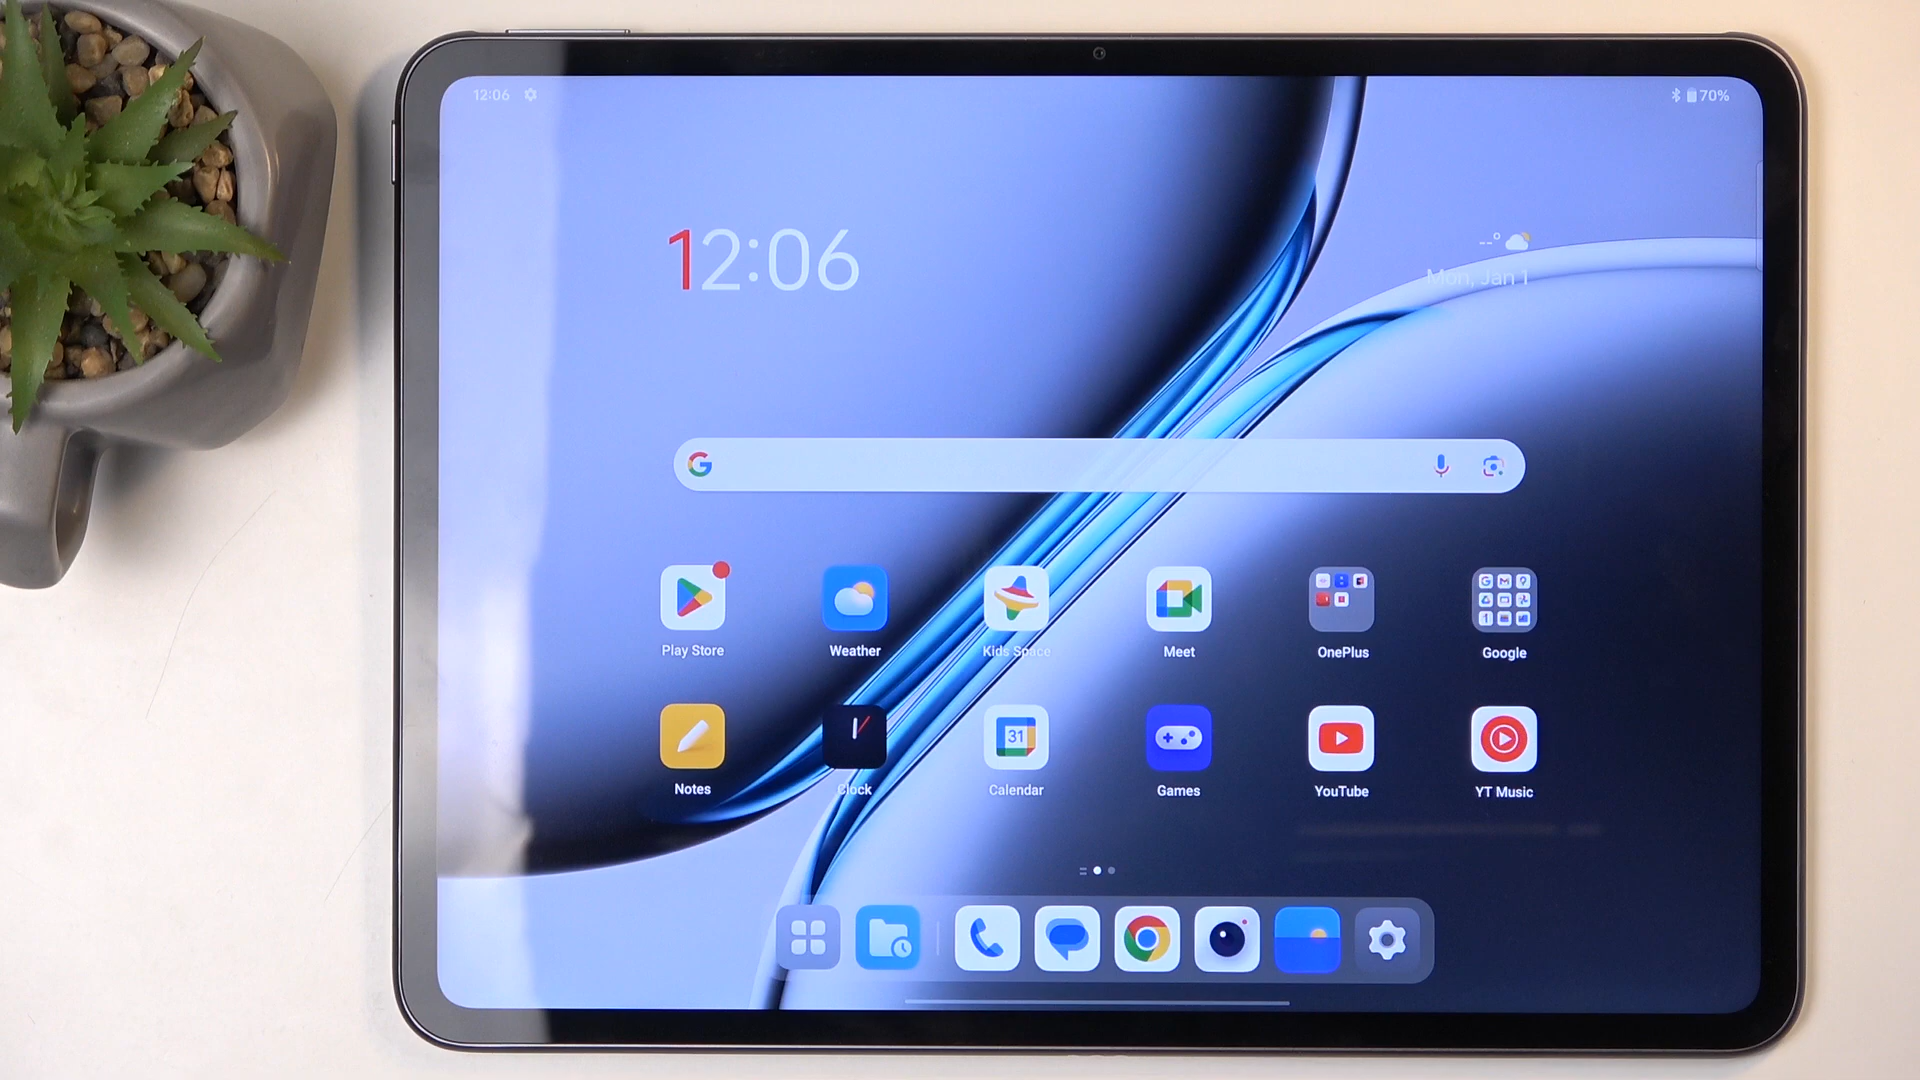 12:06
70%
12:06
--°
Mon, Jan 1
G
Play Store
Weather
Kids Space
Meet
OnePlus
Google
Notes
Clock
31
Calendar
Games
YouTube
YT Music